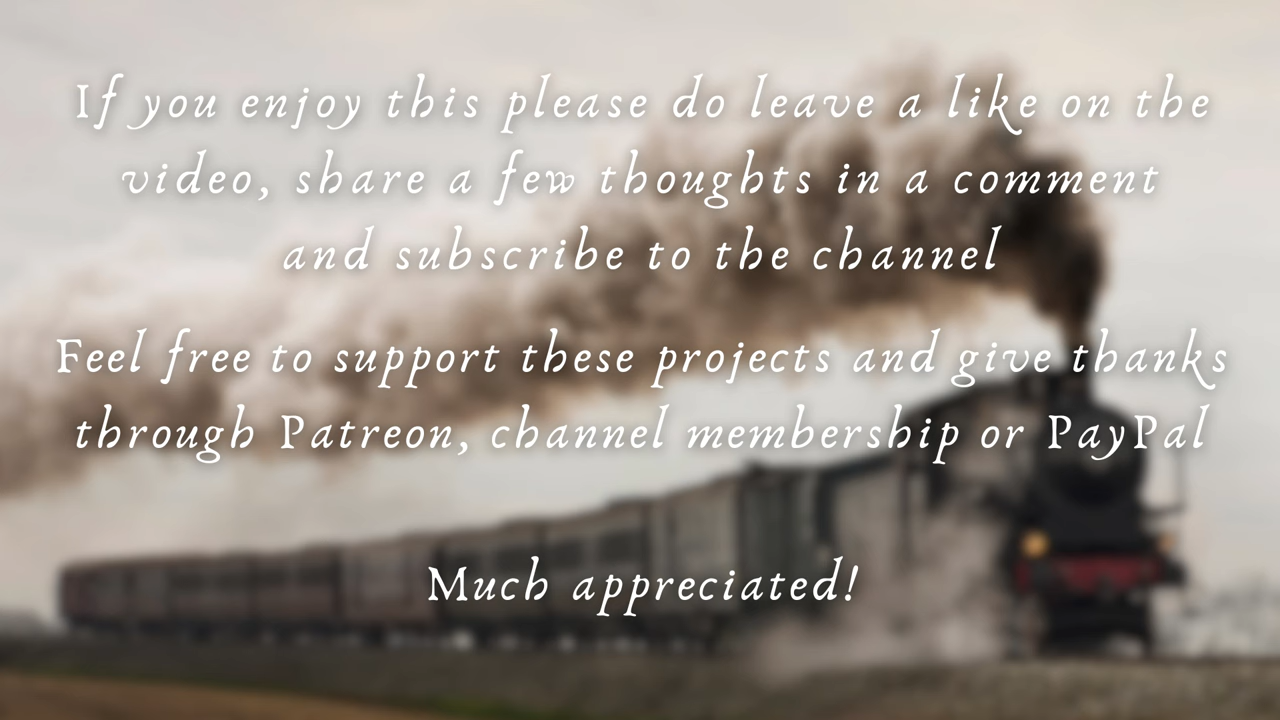 If you enjoy this please do leave a like on the
video, share a few thoughts in a comment
and subscribe to the channel
Feel free to support these projects and give thanks
through Patreon, channel membership or PayPal
Much appreciated!